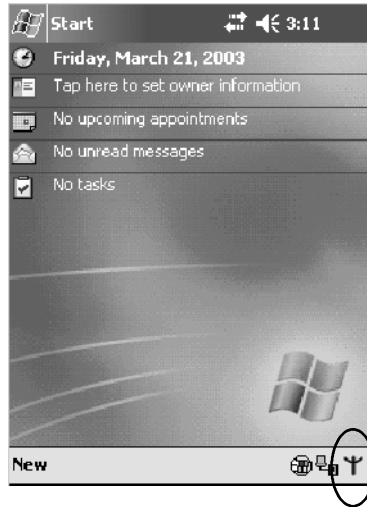 Start 3:11
Friday, March 21, 2003
Tap here to set owner information
No upcoming appointments
No unread messages
No tasks
New